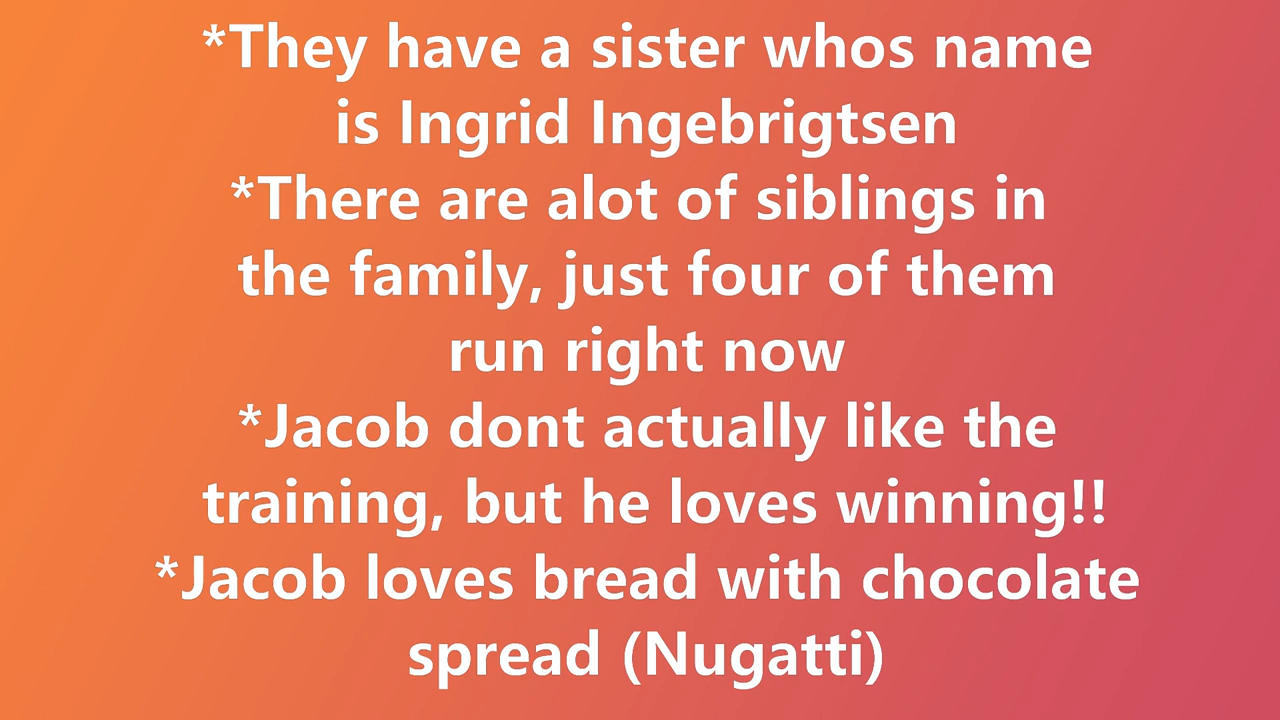 *They have a sister whos name
is Ingrid Ingebrigtsen
*There are alot of siblings in
the family, just four of them
run right now
*Jacob dont actually like the
training, but he loves winning!!
*Jacob loves bread with chocolate
spread (Nugatti)